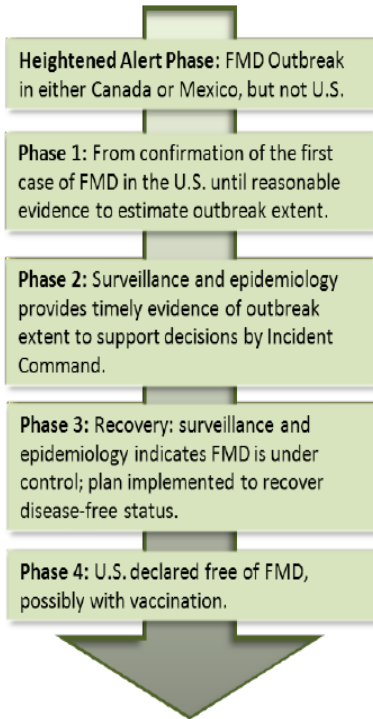 Heightened Alert Phase: FMD Outbreak
in either Canada or Mexico, but not U.S.
Phase 1: From confirmation of the first
case of FMD in the U.S. until reasonable
evidence to estimate outbreak extent.
Phase 2: Surveillance and epidemiology
provides timely evidence of outbreak
extent to support decisions by Incident
Command.
Phase 3: Recovery: surveillance and
epidemiology indicates FMD is under
control; plan implemented to recover
disease-free status.
Phase 4: U.S. declared free of FMD,
possibly with vaccination.